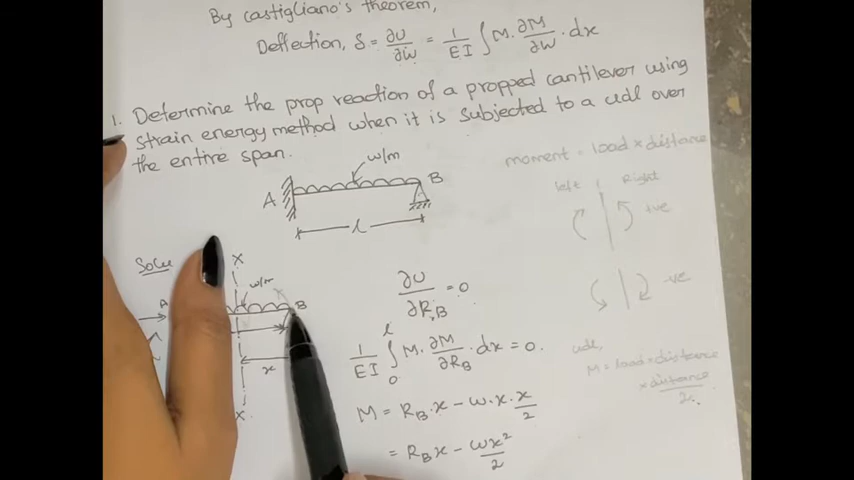 By castigliano's theorem,
Deflection, δ = ∂U/∂W = 1/EI ∫ M. ∂M/∂W . dx
1. Determine the prop reaction of a propped cantilever using
strain energy method when it is subjected to a udl over
the entire span.
w/m
A
B
l
moment = load x distance
left
Right
+ve
-ve
Soln
X
w/m
A
B
x
X
∂U/∂R_B = 0
1/EI ∫₀^l M. ∂M/∂R_B . dx = 0.
M = R_B.x - w.x. x/2
= R_B x - wx²/2
udl,
M = load x distance
x distance/2